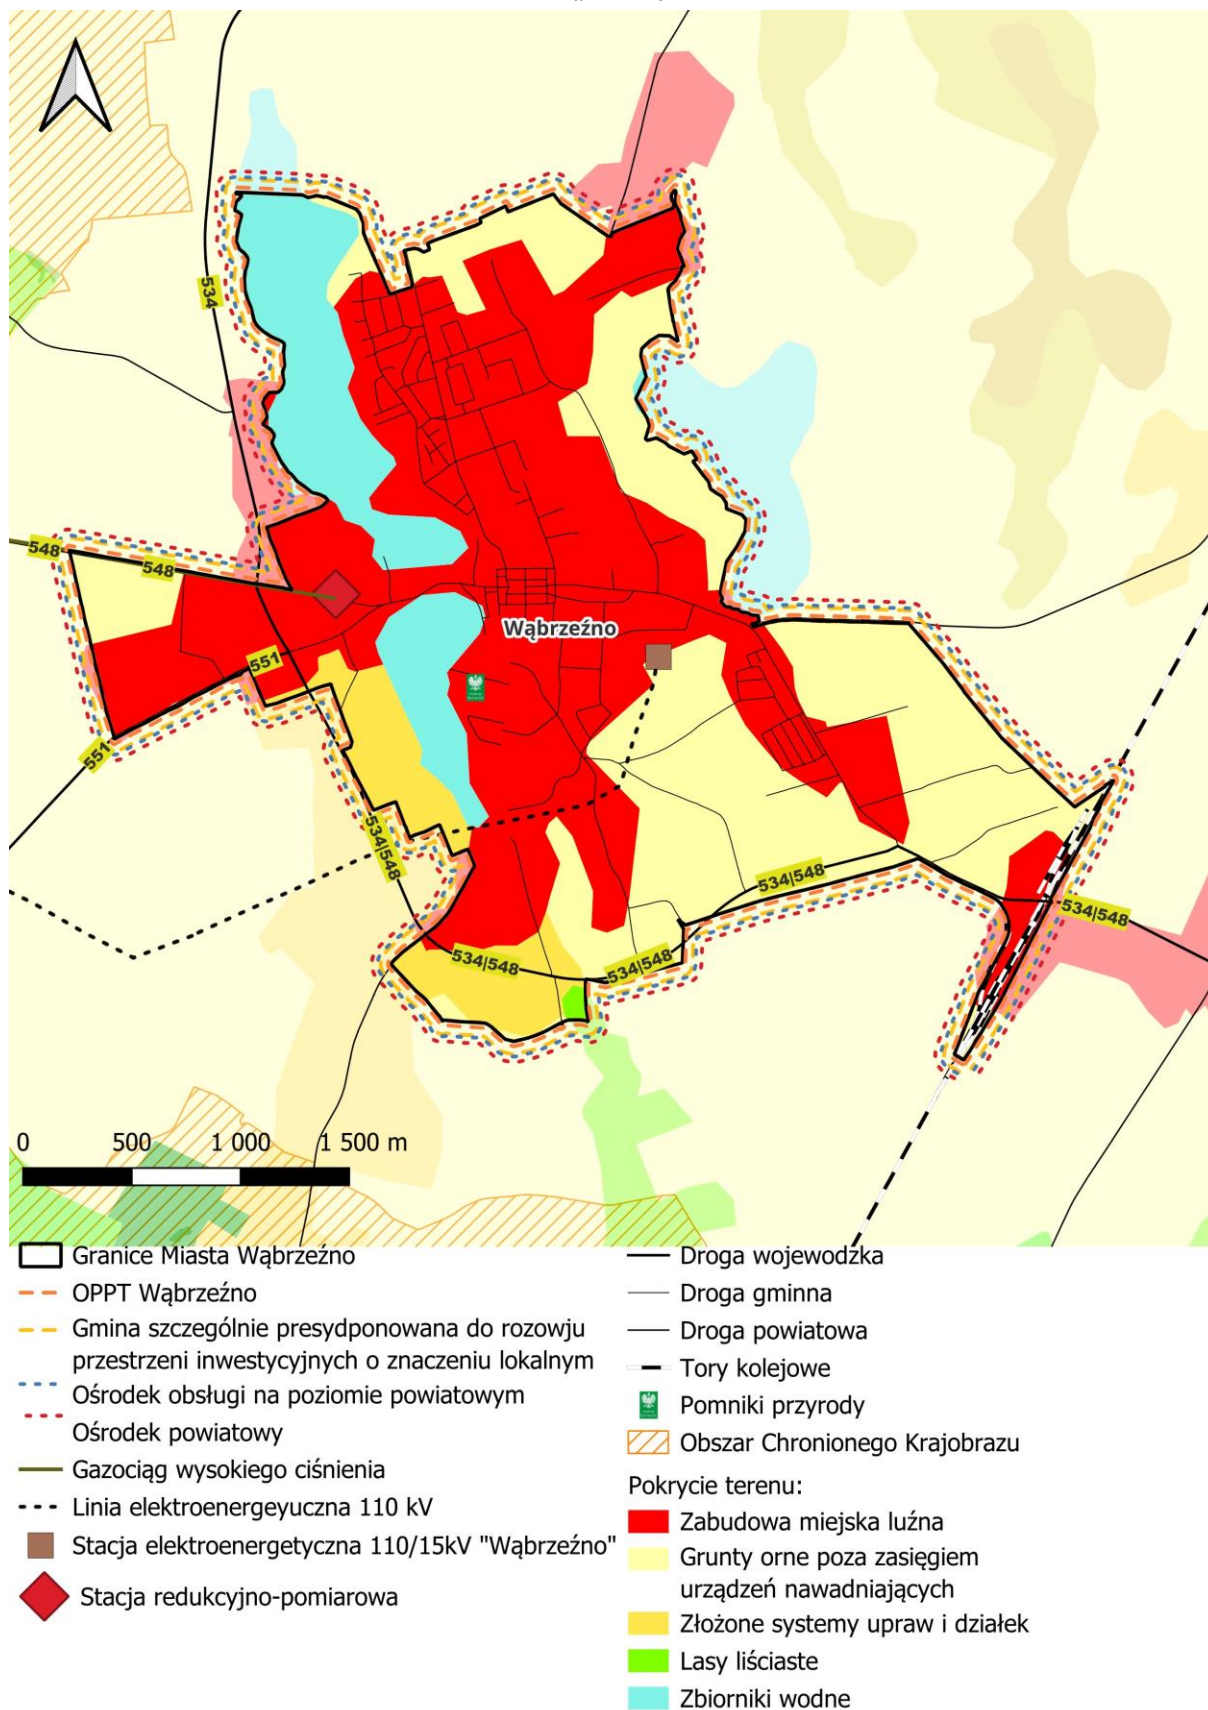 534
548
548
Wąbrzeźno
551
551
534|548
534|548
534|548
534|548
534|548
0 500 1 000 1 500 m
Granice Miasta Wąbrzeźno
OPPT Wąbrzeźno
Gmina szczególnie presydponowana do rozowju
przestrzeni inwestycyjnych o znaczeniu lokalnym
Ośrodek obsługi na poziomie powiatowym
Ośrodek powiatowy
Gazociąg wysokiego ciśnienia
Linia elektroenergeyuczna 110 kV
Stacja elektroenergetyczna 110/15kV "Wąbrzeźno"
Stacja redukcyjno-pomiarowa
Droga wojewodzka
Droga gminna
Droga powiatowa
Tory kolejowe
Pomniki przyrody
Obszar Chronionego Krajobrazu
Pokrycie terenu:
Zabudowa miejska luźna
Grunty orne poza zasięgiem
urządzeń nawadniających
Złożone systemy upraw i działek
Lasy liściaste
Zbiorniki wodne